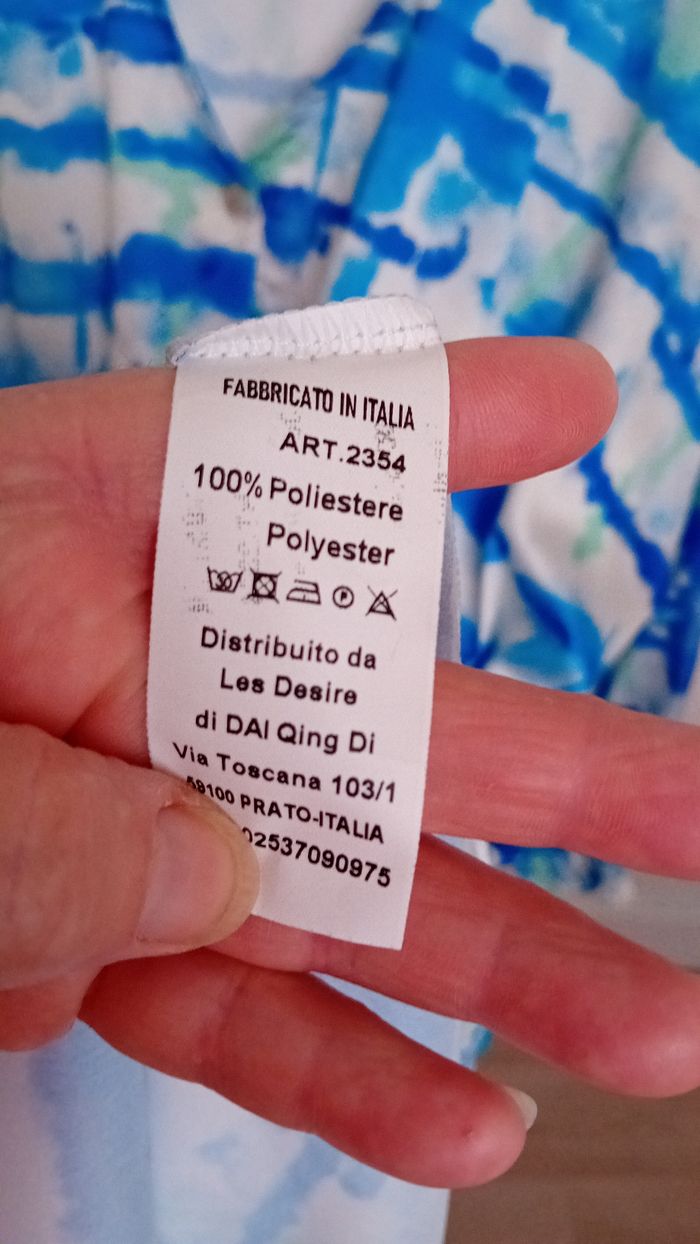 FABBRICATO IN ITALIA
ART.2354
100% Poliestere
Polyester
Distribuito da
Les Desire
di DAI Qing Di
Via Toscana 103/1
59100 PRATO-ITALIA
02537090975